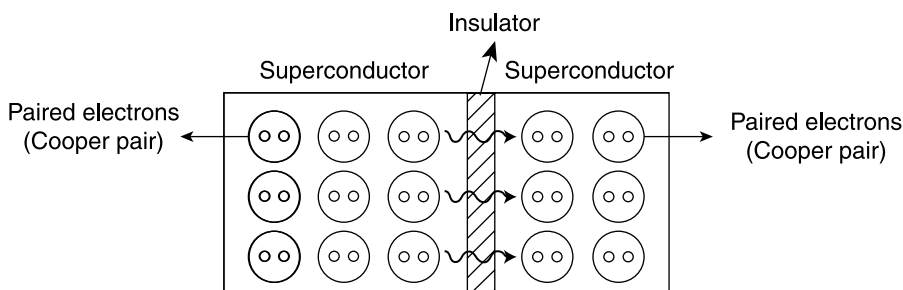 Insulator
Superconductor
Superconductor
Paired electrons
(Cooper pair)
Paired electrons
(Cooper pair)